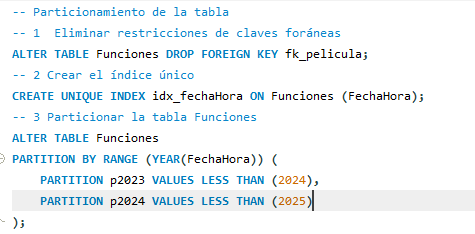 -- Particionamiento de la tabla
-- 1  Eliminar restricciones de claves foráneas
ALTER TABLE Funciones DROP FOREIGN KEY fk_pelicula;
-- 2 Crear el índice único
CREATE UNIQUE INDEX idx_fechaHora ON Funciones (FechaHora);
-- 3 Particionar la tabla Funciones
ALTER TABLE Funciones
PARTITION BY RANGE (YEAR(FechaHora)) (
    PARTITION p2023 VALUES LESS THAN (2024),
    PARTITION p2024 VALUES LESS THAN (2025)
);